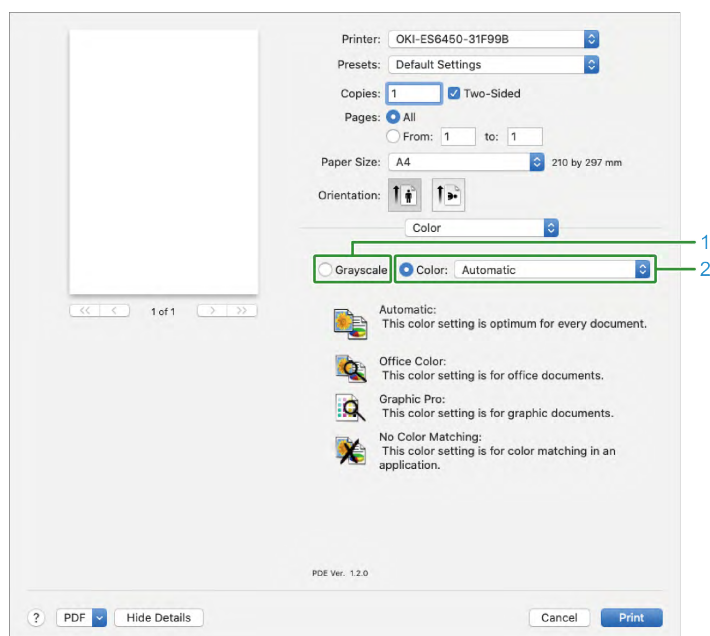 Printer: OKI-ES6450-31F99B
Presets: Default Settings
Copies: 1 Two-Sided
Pages: All
From: 1 to: 1
Paper Size: A4 210 by 297 mm
Orientation:
Color
1
Grayscale Color: Automatic 2
<< < 1 of 1 > >>
Automatic:
This color setting is optimum for every document.
Office Color:
This color setting is for office documents.
Graphic Pro:
This color setting is for graphic documents.
No Color Matching:
This color setting is for color matching in an
application.
PDE Ver. 1.2.0
? PDF Hide Details Cancel Print